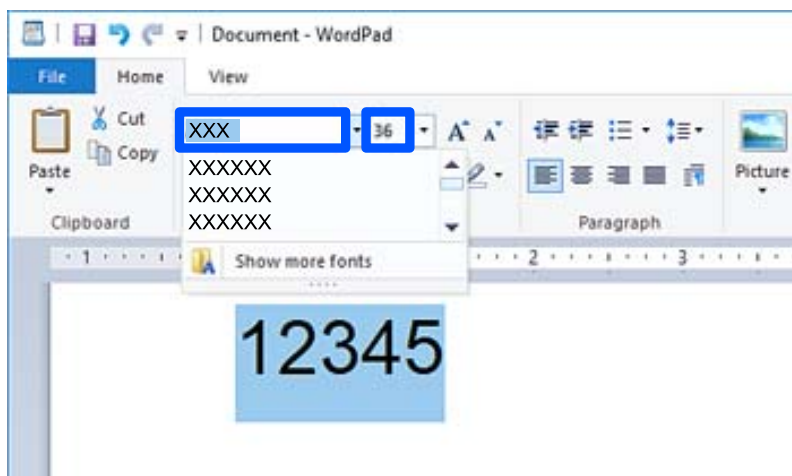 Document - WordPad
File Home View
Cut
Copy
Paste
Clipboard
XXX 36 A A
XXXXXX
XXXXXX
XXXXXX
Show more fonts
Paragraph
Picture
1 2 3
12345